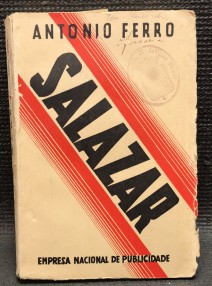 ANTONIO FERRO
SALAZAR
EMPRESA NACIONAL DE PUBLICIDADE